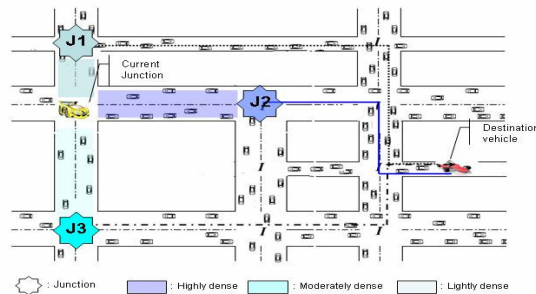 J1
Current
Junction
J2
Destination
vehicle
J3
: Junction
: Highly dense
: Moderately dense
: Lightly dense